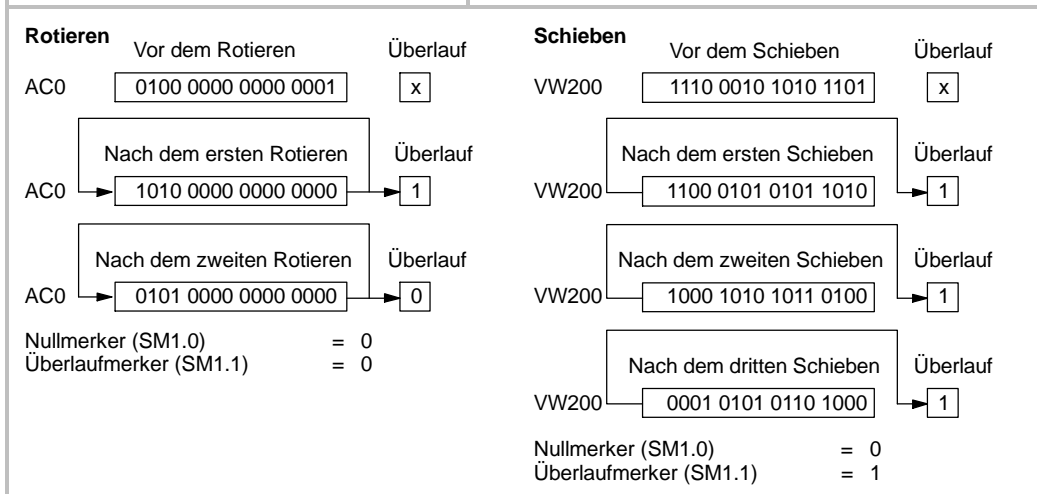 Rotieren
Vor dem Rotieren Überlauf
AC0 0100 0000 0000 0001 x
Nach dem ersten Rotieren Überlauf
AC0 1010 0000 0000 0000 1
Nach dem zweiten Rotieren Überlauf
AC0 0101 0000 0000 0000 0
Nullmerker (SM1.0) = 0
Überlaufmerker (SM1.1) = 0
Schieben
Vor dem Schieben Überlauf
VW200 1110 0010 1010 1101 x
Nach dem ersten Schieben Überlauf
VW200 1100 0101 0101 1010 1
Nach dem zweiten Schieben Überlauf
VW200 1000 1010 1011 0100 1
Nach dem dritten Schieben Überlauf
VW200 0001 0101 0110 1000 1
Nullmerker (SM1.0) = 0
Überlaufmerker (SM1.1) = 1